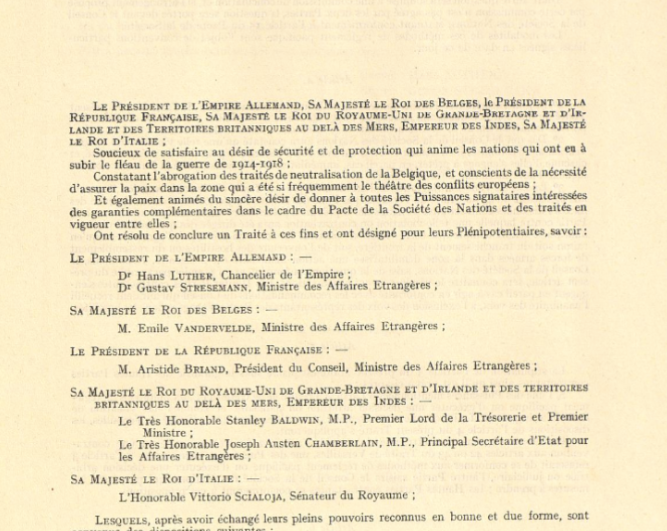 LE PRÉSIDENT DE L'EMPIRE ALLEMAND, SA MAJESTÉ LE ROI DES BELGES, le PRÉSIDENT DE LA
RÉPUBLIQUE FRANÇAISE, SA MAJESTÉ LE ROI DU ROYAUME-UNI DE GRANDE-BRETAGNE ET D'IR-
LANDE ET DES TERRITOIRES BRITANNIQUES AU DELÀ DES MERS, EMPEREUR DES INDES, SA MAJESTÉ
LE ROI D'ITALIE ;
Soucieux de satisfaire au désir de sécurité et de protection qui anime les nations qui ont eu à
subir le fléau de la guerre de 1914-1918 ;
Constatant l'abrogation des traités de neutralisation de la Belgique, et conscients de la nécessité
d'assurer la paix dans la zone qui a été si fréquemment le théâtre des conflits européens ;
Et également animés du sincère désir de donner à toutes les Puissances signataires intéressées
des garanties complémentaires dans le cadre du Pacte de la Société des Nations et des traités en
vigueur entre elles ;
Ont résolu de conclure un Traité à ces fins et ont désigné pour leurs Plénipotentiaires, savoir :
LE PRÉSIDENT DE L'EMPIRE ALLEMAND : —
Dr Hans LUTHER, Chancelier de l'Empire ;
Dr Gustav STRESEMANN, Ministre des Affaires Etrangères ;
SA MAJESTÉ LE ROI DES BELGES : —
M. Emile VANDERVELDE, Ministre des Affaires Etrangères ;
LE PRÉSIDENT DE LA RÉPUBLIQUE FRANÇAISE : —
M. Aristide BRIAND, Président du Conseil, Ministre des Affaires Etrangères ;
SA MAJESTÉ LE ROI DU ROYAUME-UNI DE GRANDE-BRETAGNE ET D'IRLANDE ET DES TERRITOIRES
BRITANNIQUES AU DELÀ DES MERS, EMPEREUR DES INDES : —
Le Très Honorable Stanley BALDWIN, M.P., Premier Lord de la Trésorerie et Premier
Ministre ;
Le Très Honorable Joseph Austen CHAMBERLAIN, M.P., Principal Secrétaire d'Etat pour
les Affaires Etrangères ;
SA MAJESTÉ LE ROI D'ITALIE : —
L'Honorable Vittorio SCIALOJA, Sénateur du Royaume ;
LESQUELS, après avoir échangé leurs pleins pouvoirs reconnus en bonne et due forme, sont